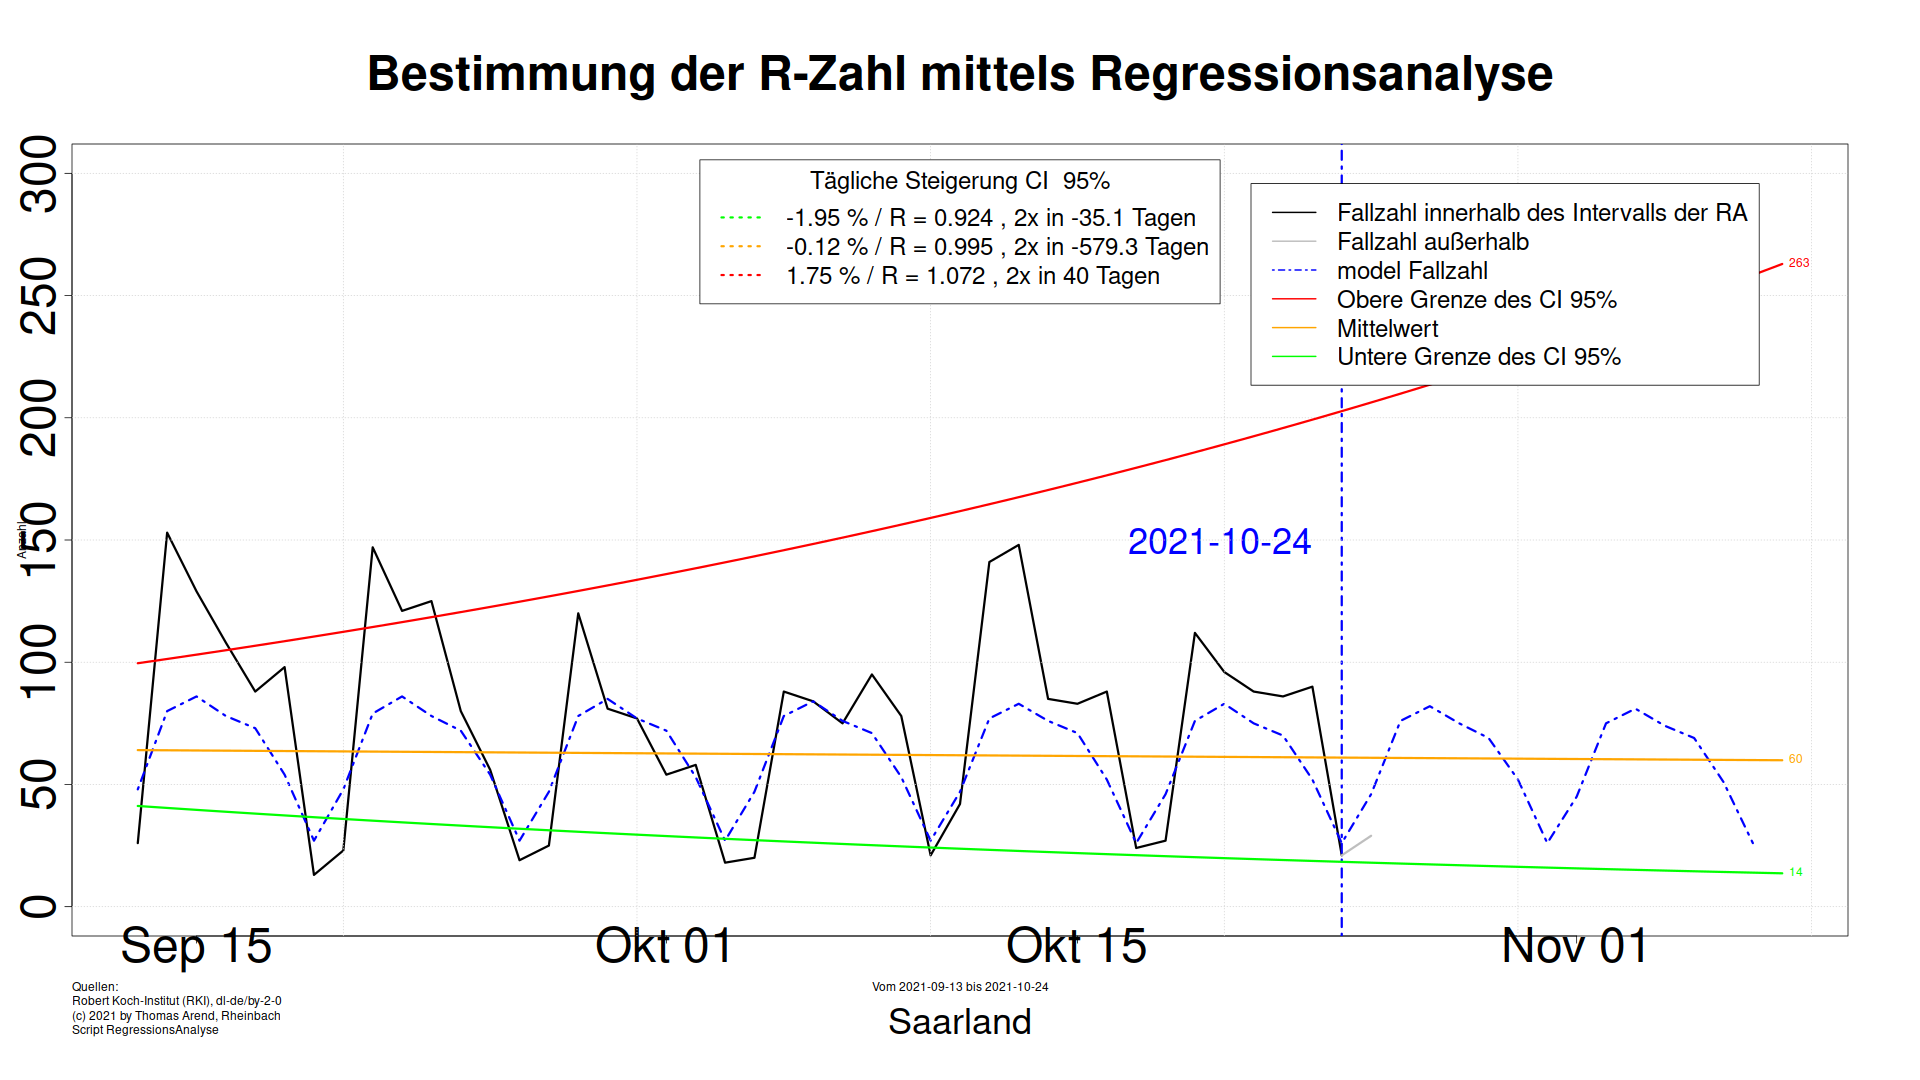 Bestimmung der R-Zahl mittels Regressionsanalyse
Tägliche Steigerung CI 95%
-1.95 % / R = 0.924 , 2x in -35.1 Tagen
-0.12 % / R = 0.995 , 2x in -579.3 Tagen
1.75 % / R = 1.072 , 2x in 40 Tagen
Fallzahl innerhalb des Intervalls der RA
Fallzahl außerhalb
model Fallzahl
Obere Grenze des CI 95%
Mittelwert
Untere Grenze des CI 95%
263
2021-10-24
60
14
Anzahl
300
250
200
150
100
50
0
Sep 15
Okt 01
Okt 15
Nov 01
Quellen:
Robert Koch-Institut (RKI), dl-de/by-2-0
(c) 2021 by Thomas Arend, Rheinbach
Script RegressionsAnalyse
Vom 2021-09-13 bis 2021-10-24
Saarland